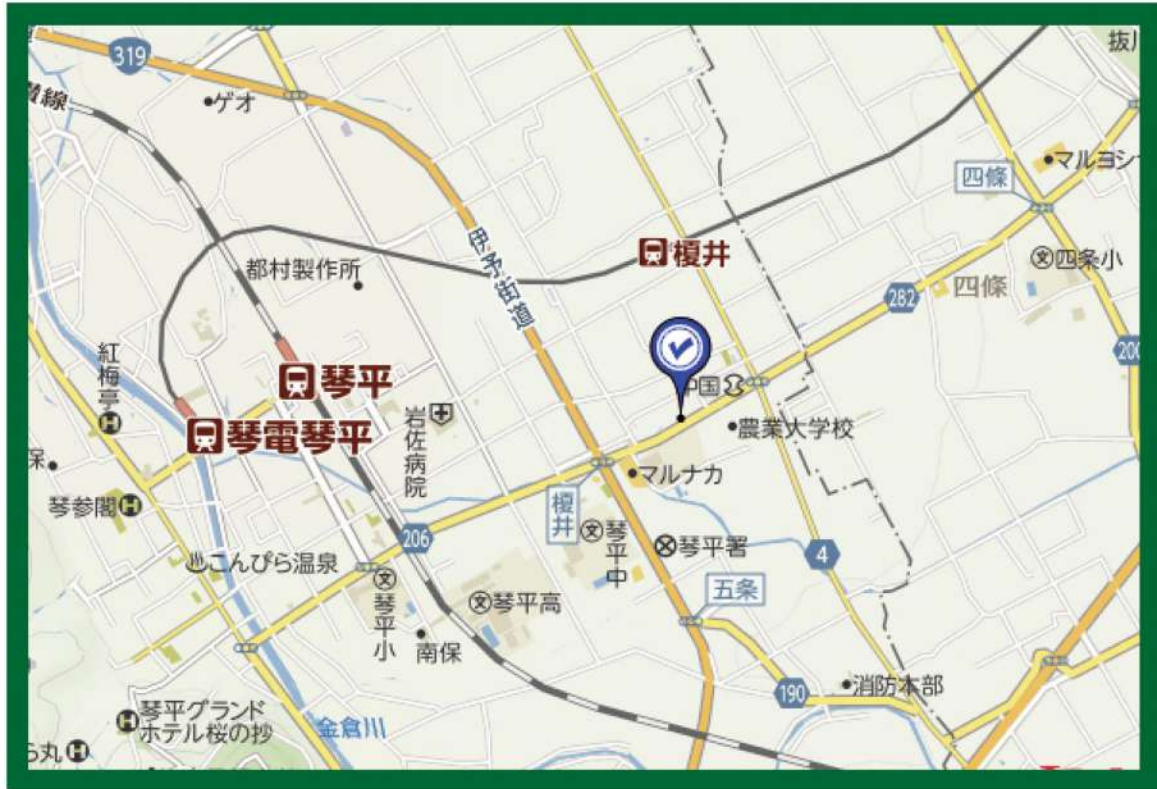 319
抜川
讃線
ゲオ
マルヨシ
四條
榎井
四条小
伊予街道
都村製作所
282
四條
200
紅梅亭
琴平
中国
琴電琴平
岩佐病院
農業大学校
保
マルナカ
琴参閣
榎井
206
琴平中
琴平署
4
こんぴら温泉
五条
琴平小
琴平高
南保
190
消防本部
琴平グランド
ホテル桜の抄
金倉川
ら丸